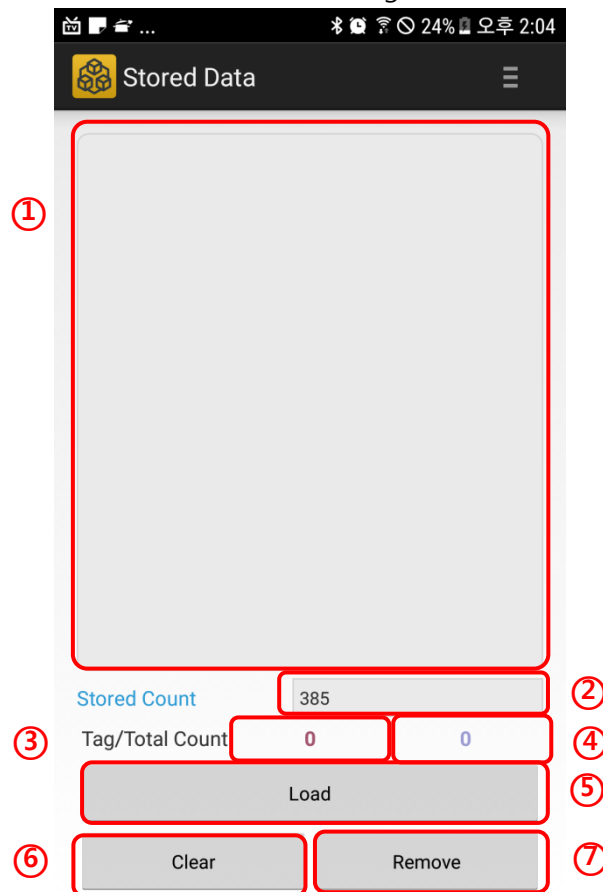 ... 24% 오후 2:04
Stored Data
①
Stored Count 385 ②
③ Tag/Total Count 0 0 ④
Load ⑤
⑥ Clear Remove ⑦